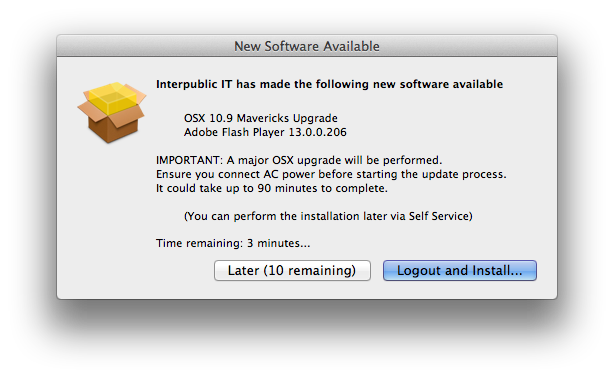 New Software Available
Interpublic IT has made the following new software available
OSX 10.9 Mavericks Upgrade
Adobe Flash Player 13.0.0.206
IMPORTANT: A major OSX upgrade will be performed.
Ensure you connect AC power before starting the update process.
It could take up to 90 minutes to complete.
(You can perform the installation later via Self Service)
Time remaining: 3 minutes...
Later (10 remaining)
Logout and Install...